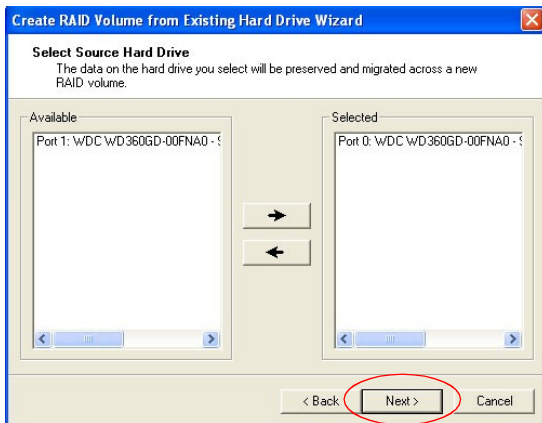 Create RAID Volume from Existing Hard Drive Wizard
Select Source Hard Drive
The data on the hard drive you select will be preserved and migrated across a new
RAID volume.
Available
Selected
Port 1: WDC WD360GD-00FNA0 -
Port 0: WDC WD360GD-00FNA0 -
< Back
Next >
Cancel